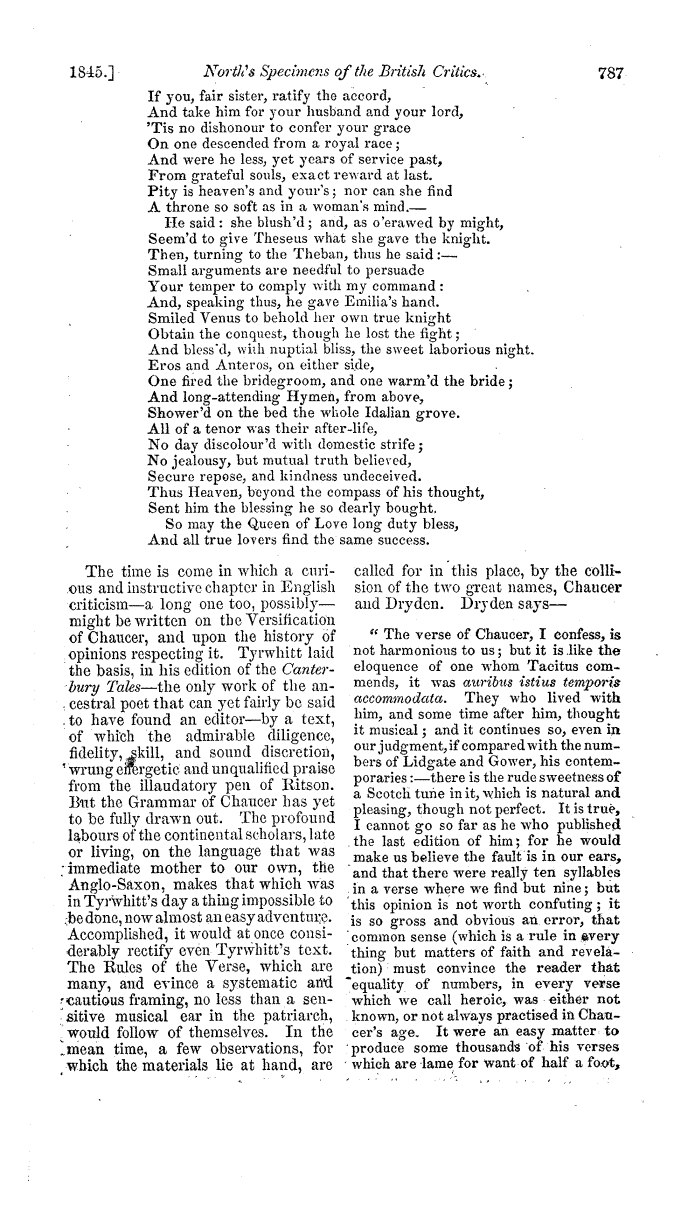 1845.] North's Specimens of the British Critics. 787
If you, fair sister, ratify the accord,
And take him for your husband and your lord,
'Tis no dishonour to confer your grace
On one descended from a royal race;
And were he less, yet years of service past,
From grateful souls, exact reward at last.
Pity is heaven's and your's; nor can she find
A throne so soft as in a woman's mind.—
He said: she blush'd; and, as o'erawed by might,
Seem'd to give Theseus what she gave the knight.
Then, turning to the Theban, thus he said:—
Small arguments are needful to persuade
Your temper to comply with my command:
And, speaking thus, he gave Emilia's hand.
Smiled Venus to behold her own true knight
Obtain the conquest, though he lost the fight;
And bless'd, with nuptial bliss, the sweet laborious night.
Eros and Anteros, on either side,
One fired the bridegroom, and one warm'd the bride;
And long-attending Hymen, from above,
Shower'd on the bed the whole Idalian grove.
All of a tenor was their after-life,
No day discolour'd with domestic strife;
No jealousy, but mutual truth believed,
Secure repose, and kindness undeceived.
Thus Heaven, beyond the compass of his thought,
Sent him the blessing he so dearly bought.
So may the Queen of Love long duty bless,
And all true lovers find the same success.
The time is come in which a curi-
ous and instructive chapter in English
criticism—a long one too, possibly—
might be written on the Versification
of Chaucer, and upon the history of
opinions respecting it. Tyrwhitt laid
the basis, in his edition of the Canter-
bury Tales—the only work of the an-
cestral poet that can yet fairly be said
to have found an editor—by a text,
of which the admirable diligence,
fidelity, skill, and sound discretion,
wrung energetic and unqualified praise
from the illaudatory pen of Ritson.
But the Grammar of Chaucer has yet
to be fully drawn out. The profound
labours of the continental scholars, late
or living, on the language that was
immediate mother to our own, the
Anglo-Saxon, makes that which was
in Tyrwhitt's day a thing impossible to
be done, now almost an easy adventure.
Accomplished, it would at once consi-
derably rectify even Tyrwhitt's text.
The Rules of the Verse, which are
many, and evince a systematic and
cautious framing, no less than a sen-
sitive musical ear in the patriarch,
would follow of themselves. In the
mean time, a few observations, for
which the materials lie at hand, are
called for in this place, by the colli-
sion of the two great names, Chaucer
and Dryden. Dryden says—
" The verse of Chaucer, I confess, is
not harmonious to us; but it is like the
eloquence of one whom Tacitus com-
mends, it was auribus istius temporis
accommodata. They who lived with
him, and some time after him, thought
it musical; and it continues so, even in
our judgment, if compared with the num-
bers of Lidgate and Gower, his contem-
poraries:—there is the rude sweetness of
a Scotch tune in it, which is natural and
pleasing, though not perfect. It is true,
I cannot go so far as he who published
the last edition of him; for he would
make us believe the fault is in our ears,
and that there were really ten syllables
in a verse where we find but nine; but
this opinion is not worth confuting; it
is so gross and obvious an error, that
common sense (which is a rule in every
thing but matters of faith and revela-
tion) must convince the reader that
equality of numbers, in every verse
which we call heroic, was either not
known, or not always practised in Chau-
cer's age. It were an easy matter to
produce some thousands of his verses
which are lame for want of half a foot,